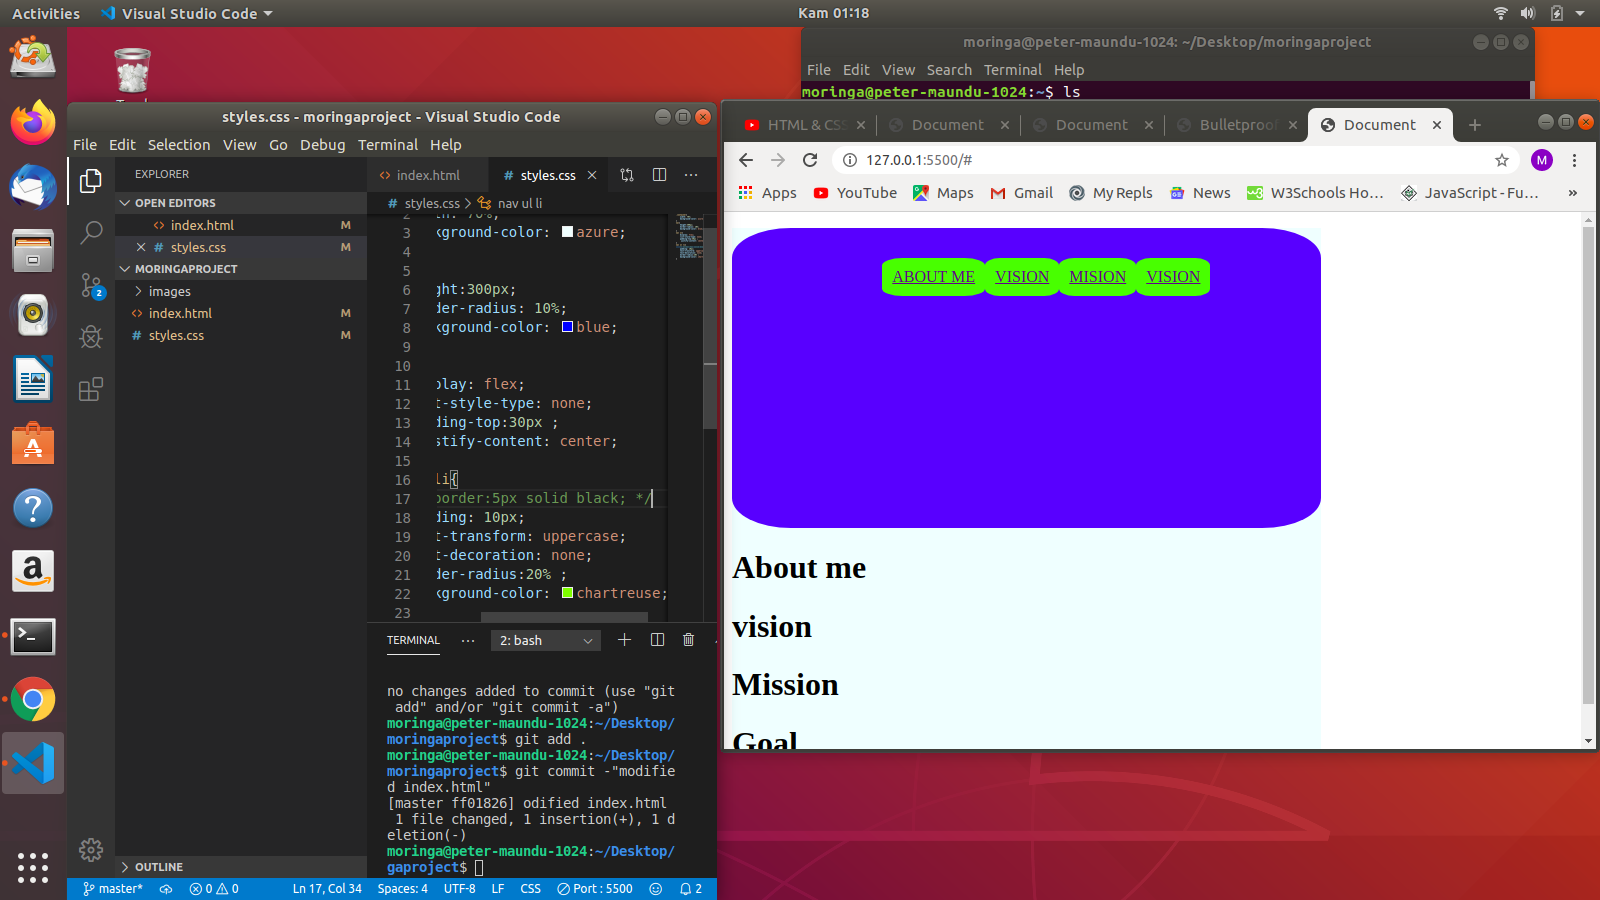 Activities
Visual Studio Code
Kam 01:18
moringa@peter-maundu-1024: ~/Desktop/moringaproject
File Edit View Search Terminal Help
moringa@peter-maundu-1024:~$ ls
styles.css - moringaproject - Visual Studio Code
File Edit Selection View Go Debug Terminal Help
EXPLORER
OPEN EDITORS
index.html M
styles.css M
MORINGAPROJECT
images
index.html M
styles.css M
OUTLINE
index.html
styles.css
styles.css > nav ul li
3 kground-color: azure;
4
5
6 ght:300px;
7 der-radius: 10%;
8 kground-color: blue;
9
10
11 play: flex;
12 t-style-type: none;
13 ding-top:30px ;
14 stify-content: center;
15
16 li{
17 border:5px solid black; */
18 ding: 10px;
19 t-transform: uppercase;
20 t-decoration: none;
21 der-radius:20% ;
22 kground-color: chartreuse;
23
TERMINAL
2: bash
no changes added to commit (use "git
add" and/or "git commit -a")
moringa@peter-maundu-1024:~/Desktop/
moringaproject$ git add .
moringa@peter-maundu-1024:~/Desktop/
moringaproject$ git commit -"modifie
d index.html"
[master ff01826] odified index.html
1 file changed, 1 insertion(+), 1 d
eletion(-)
moringa@peter-maundu-1024:~/Desktop/
gaproject$
master* 0 0 Ln 17, Col 34 Spaces: 4 UTF-8 LF CSS Port : 5500 2
HTML & CS
Document
Document
Bulletproof
Document
127.0.0.1:5500/#
M
Apps YouTube Maps Gmail My Repls News W3Schools Ho... JavaScript - Fu...
ABOUT ME VISION MISION VISION
About me
vision
Mission
Goal